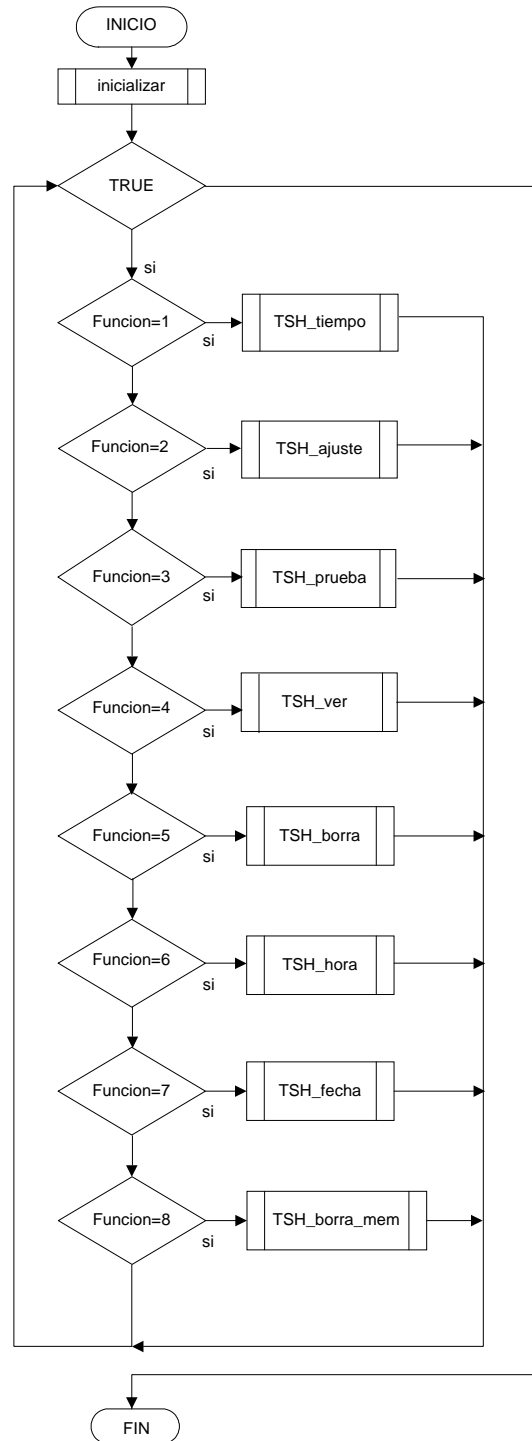 INICIO
inicializar
TRUE
si
Funcion=1
si
TSH_tiempo
Funcion=2
si
TSH_ajuste
Funcion=3
si
TSH_prueba
Funcion=4
si
TSH_ver
Funcion=5
si
TSH_borra
Funcion=6
si
TSH_hora
Funcion=7
si
TSH_fecha
Funcion=8
si
TSH_borra_mem
FIN